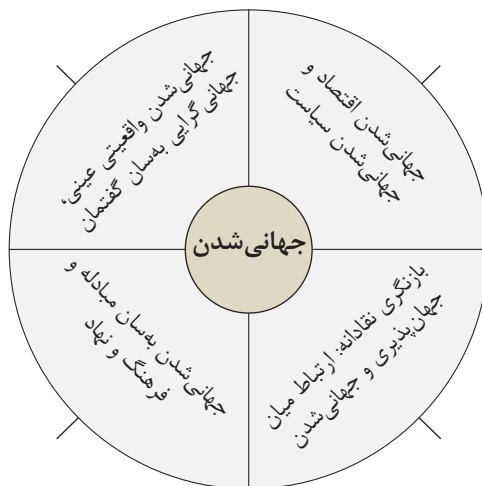 جهانی‌شدن اقتصاد و
جهانی‌شدن سیاست
جهانی‌شدن واقعیتی عینی؛
جهانی‌گرایی به‌سان گفتمان
جهانی‌شدن
بازنگری نقادانه: ارتباط میان
جهان‌پذیری و جهانی‌شدن
جهانی‌شدن به‌سان مبادله و
فرهنگ و نهاد